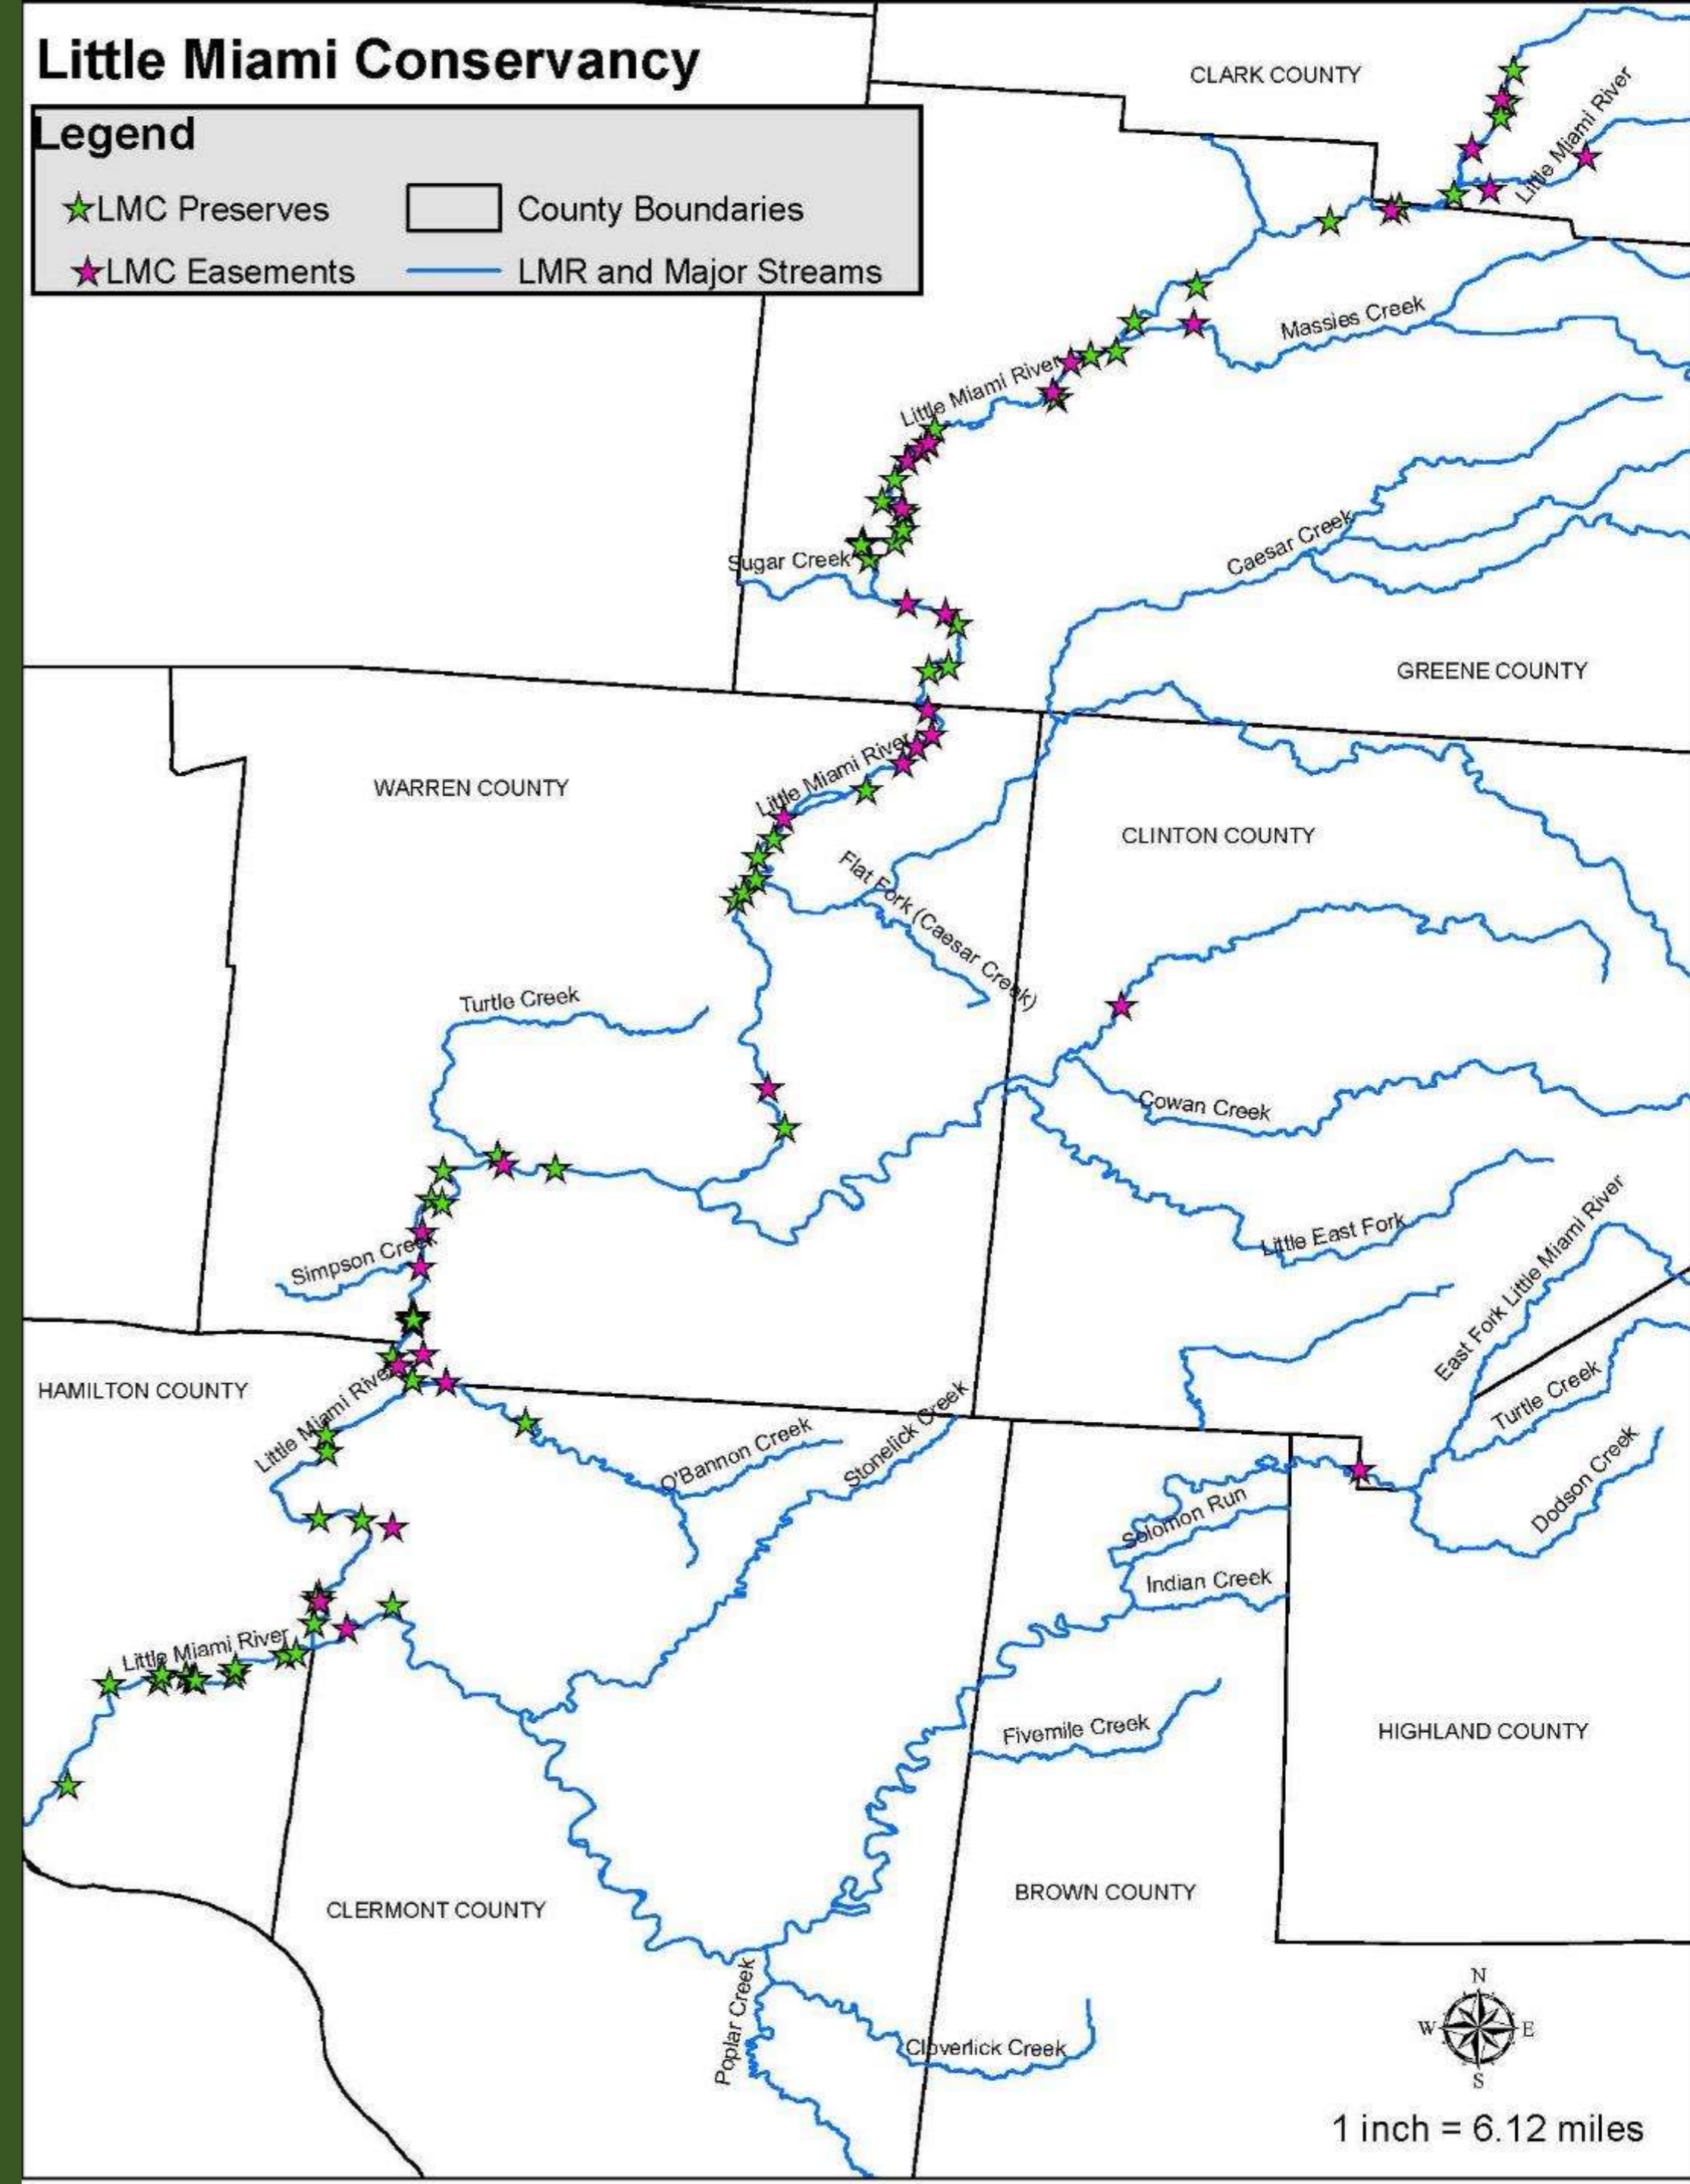 Little Miami Conservancy
Legend
LMC Preserves
County Boundaries
LMC Easements
LMR and Major Streams
CLARK COUNTY
Little Miami River
Massies Creek
Little Miami River
Caesar Creek
Sugar Creek
GREENE COUNTY
Little Miami River
WARREN COUNTY
CLINTON COUNTY
Flat Fork (Caesar Creek)
Turtle Creek
Cowan Creek
Little East Fork
East Fork Little Miami River
Simpson Creek
HAMILTON COUNTY
Little Miami River
Turtle Creek
O'Bannon Creek
Stonelick Creek
Dodson Creek
Solomon Run
Indian Creek
Little Miami River
Fivemile Creek
HIGHLAND COUNTY
BROWN COUNTY
CLERMONT COUNTY
Poplar Creek
Cloverlick Creek
N
W E
S
1 inch = 6.12 miles